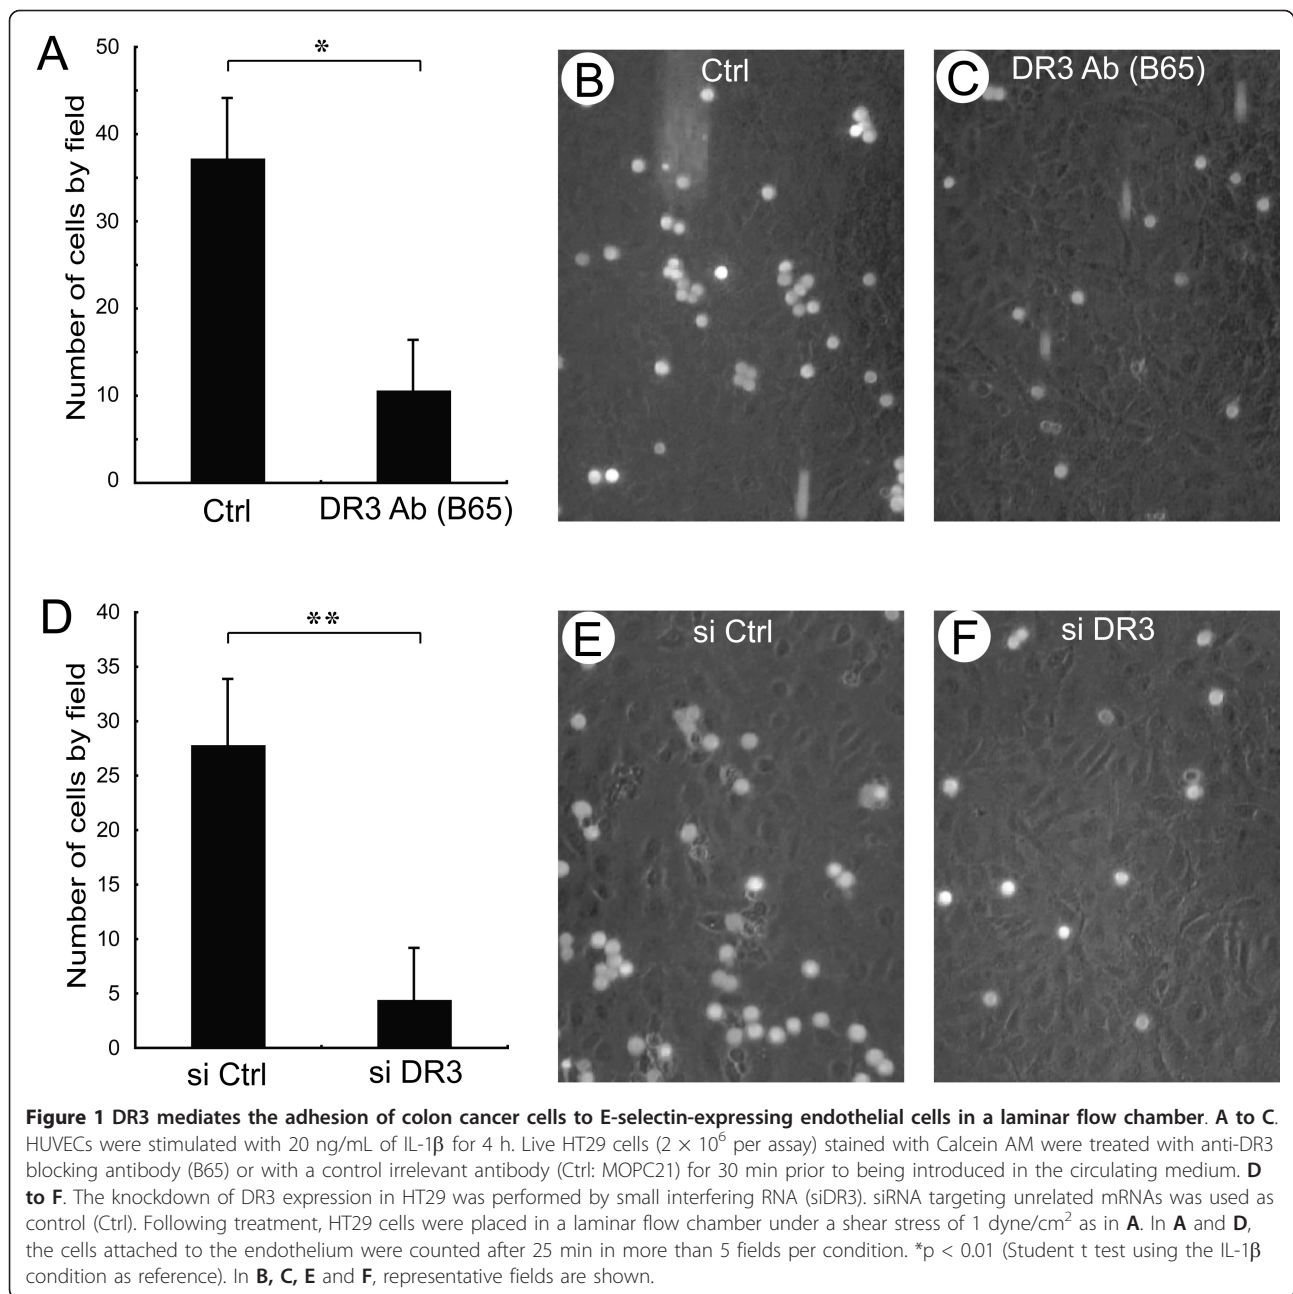 A
50
40
30
20
10
0
Number of cells by field
*
Ctrl
DR3 Ab (B65)
B
Ctrl
C
DR3 Ab (B65)
D
40
35
30
25
20
15
10
5
0
Number of cells by field
**
si Ctrl
si DR3
E
si Ctrl
F
si DR3
Figure 1 DR3 mediates the adhesion of colon cancer cells to E-selectin-expressing endothelial cells in a laminar flow chamber. A to C.
HUVECs were stimulated with 20 ng/mL of IL-1β for 4 h. Live HT29 cells (2 × 10⁶ per assay) stained with Calcein AM were treated with anti-DR3
blocking antibody (B65) or with a control irrelevant antibody (Ctrl: MOPC21) for 30 min prior to being introduced in the circulating medium. D
to F. The knockdown of DR3 expression in HT29 was performed by small interfering RNA (siDR3). siRNA targeting unrelated mRNAs was used as
control (Ctrl). Following treatment, HT29 cells were placed in a laminar flow chamber under a shear stress of 1 dyne/cm² as in A. In A and D,
the cells attached to the endothelium were counted after 25 min in more than 5 fields per condition. *p < 0.01 (Student t test using the IL-1β
condition as reference). In B, C, E and F, representative fields are shown.